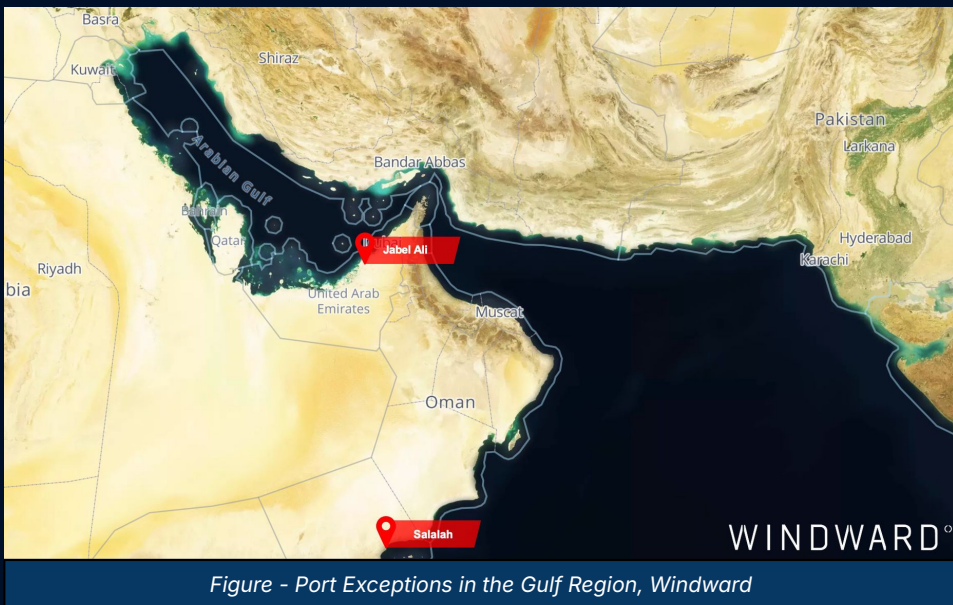 Basra
Kuwait
Shiraz
Pakistan
Larkana
Bandar Abbas
Arabian Gulf
Bahrain
Qatar
Jabel Ali
Hyderabad
Karachi
Riyadh
bia
United Arab
Emirates
Muscat
Oman
Salalah
WINDWARD
Figure - Port Exceptions in the Gulf Region, Windward